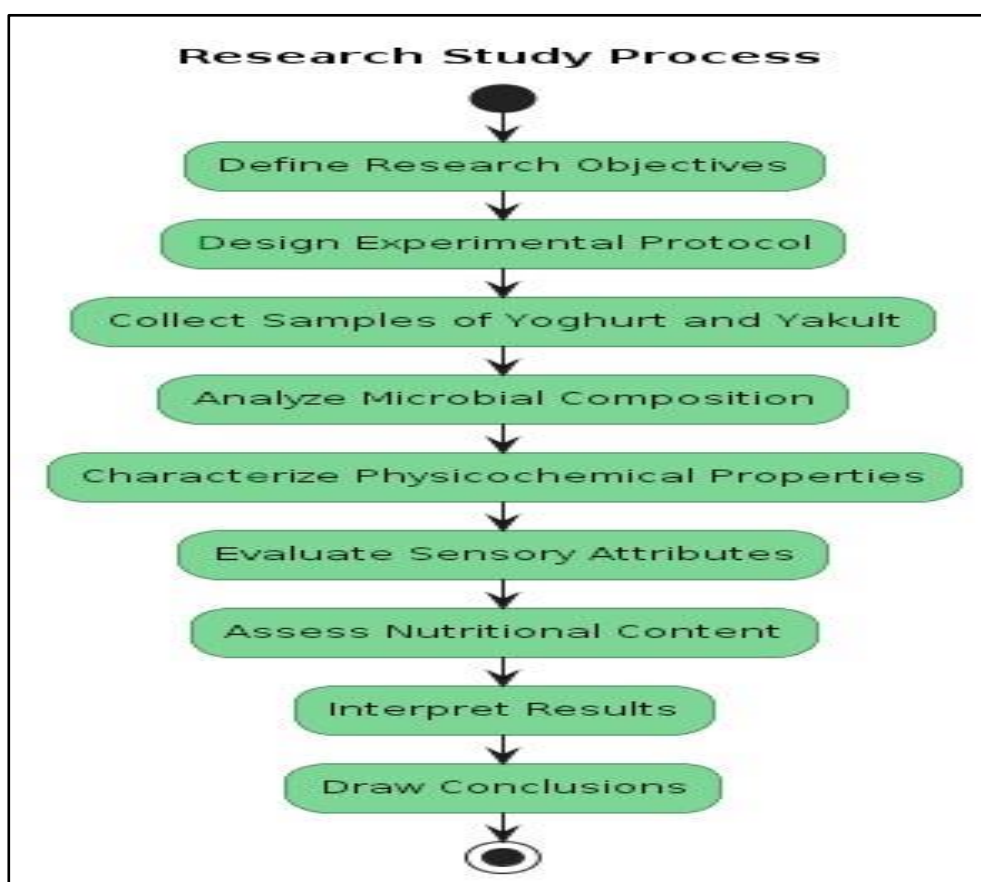 Research Study Process
Define Research Objectives
Design Experimental Protocol
Collect Samples of Yoghurt and Yakult
Analyze Microbial Composition
Characterize Physicochemical Properties
Evaluate Sensory Attributes
Assess Nutritional Content
Interpret Results
Draw Conclusions